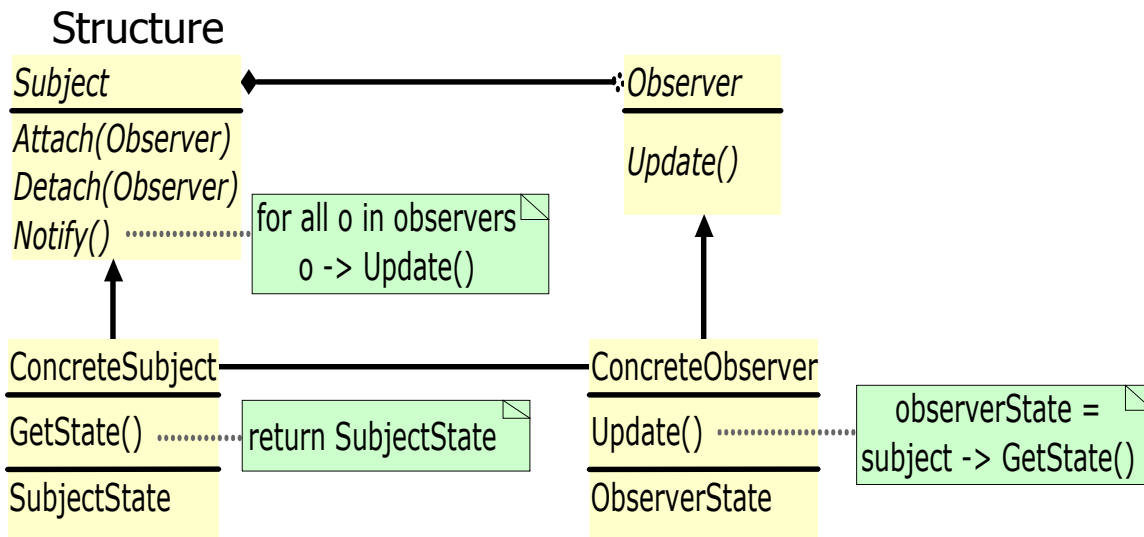 Structure
Subject
Attach(Observer)
Detach(Observer)
Notify()
for all o in observers
o -> Update()
Observer
Update()
ConcreteSubject
GetState()
return SubjectState
SubjectState
ConcreteObserver
Update()
observerState =
subject -> GetState()
ObserverState